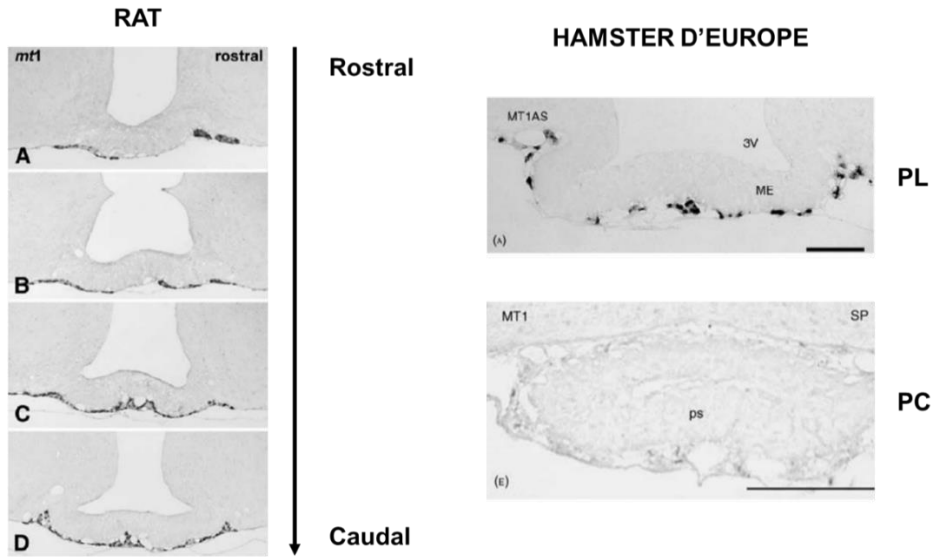 RAT
mt1 rostral
A
B
C
D
Rostral
Caudal
HAMSTER D'EUROPE
MT1AS
3V
ME
(A)
PL
MT1 SP
ps
(E)
PC